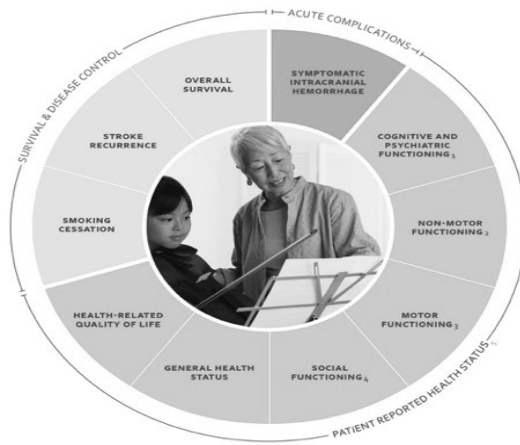 SURVIVAL & DISEASE CONTROL
ACUTE COMPLICATIONS
OVERALL
SURVIVAL
SYMPTOMATIC
INTRACRANIAL
HEMORRHAGE
STROKE
RECURRENCE
COGNITIVE AND
PSYCHIATRIC
FUNCTIONING₁
SMOKING
CESSATION
NON-MOTOR
FUNCTIONING₂
HEALTH-RELATED
QUALITY OF LIFE
MOTOR
FUNCTIONING₃
GENERAL HEALTH
STATUS
SOCIAL
FUNCTIONING₄
PATIENT REPORTED HEALTH STATUS₅